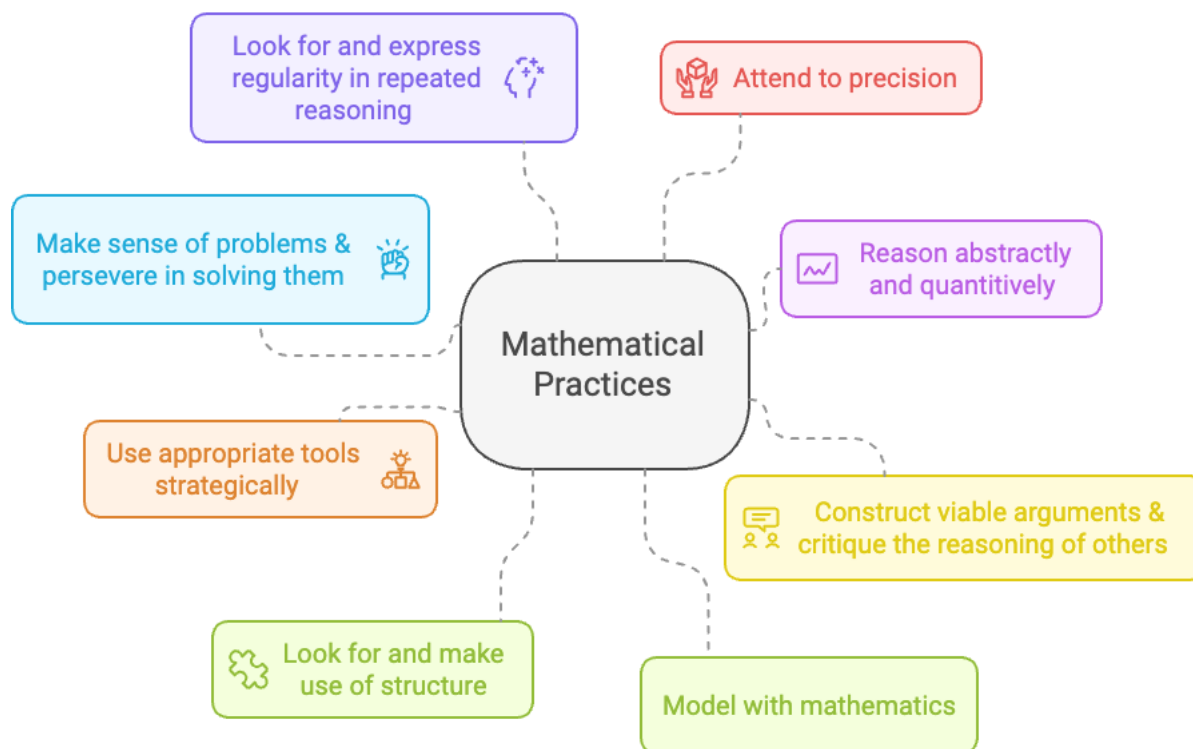 Look for and express
regularity in repeated
reasoning
Attend to precision
Make sense of problems &
persevere in solving them
Reason abstractly
and quantitively
Mathematical
Practices
Use appropriate tools
strategically
Construct viable arguments &
critique the reasoning of others
Look for and make
use of structure
Model with mathematics